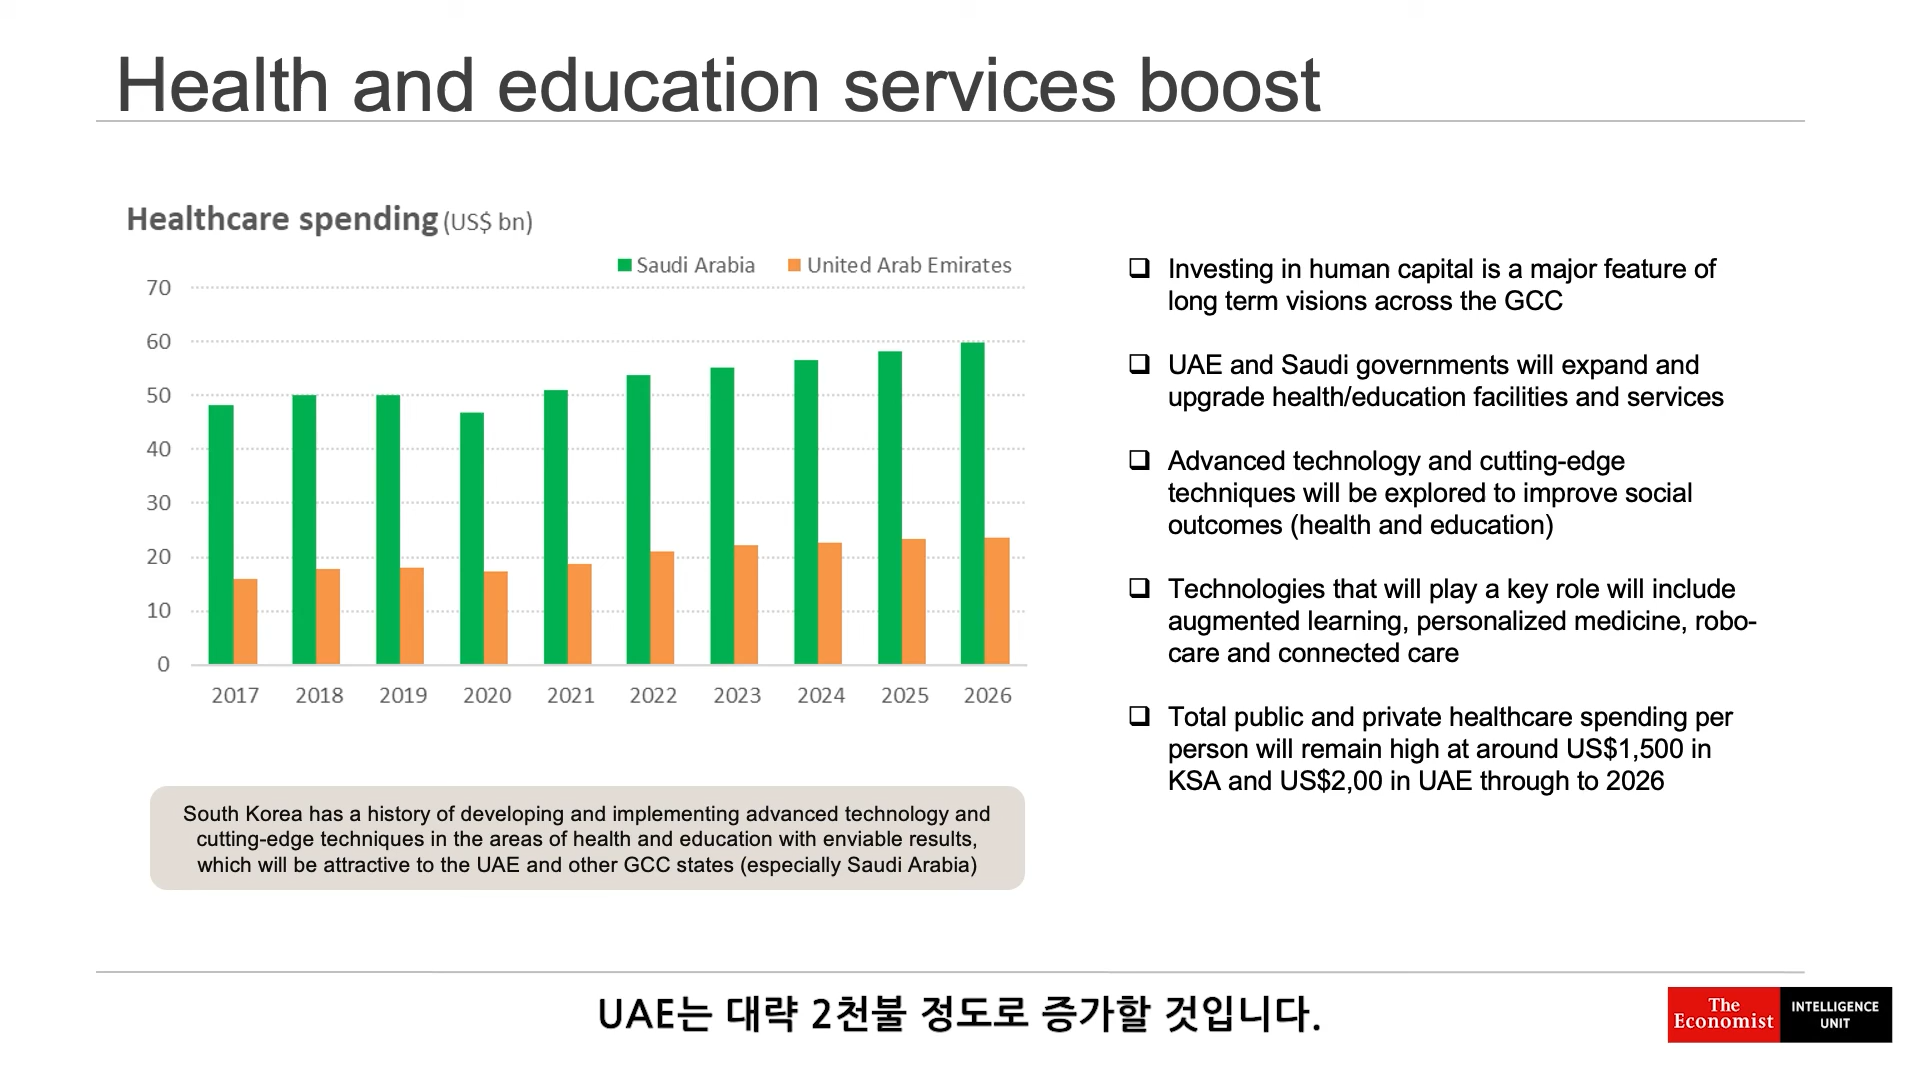 Health and education services boost
Healthcare spending (US$ bn)
Saudi Arabia
United Arab Emirates
70
60
50
40
30
20
10
0
2017 2018 2019 2020 2021 2022 2023 2024 2025 2026
South Korea has a history of developing and implementing advanced technology and
cutting-edge techniques in the areas of health and education with enviable results,
which will be attractive to the UAE and other GCC states (especially Saudi Arabia)
Investing in human capital is a major feature of
long term visions across the GCC
UAE and Saudi governments will expand and
upgrade health/education facilities and services
Advanced technology and cutting-edge
techniques will be explored to improve social
outcomes (health and education)
Technologies that will play a key role will include
augmented learning, personalized medicine, robo-
care and connected care
Total public and private healthcare spending per
person will remain high at around US$1,500 in
KSA and US$2,00 in UAE through to 2026
UAE는 대략 2천불 정도로 증가할 것입니다.
The
Economist
INTELLIGENCE
UNIT